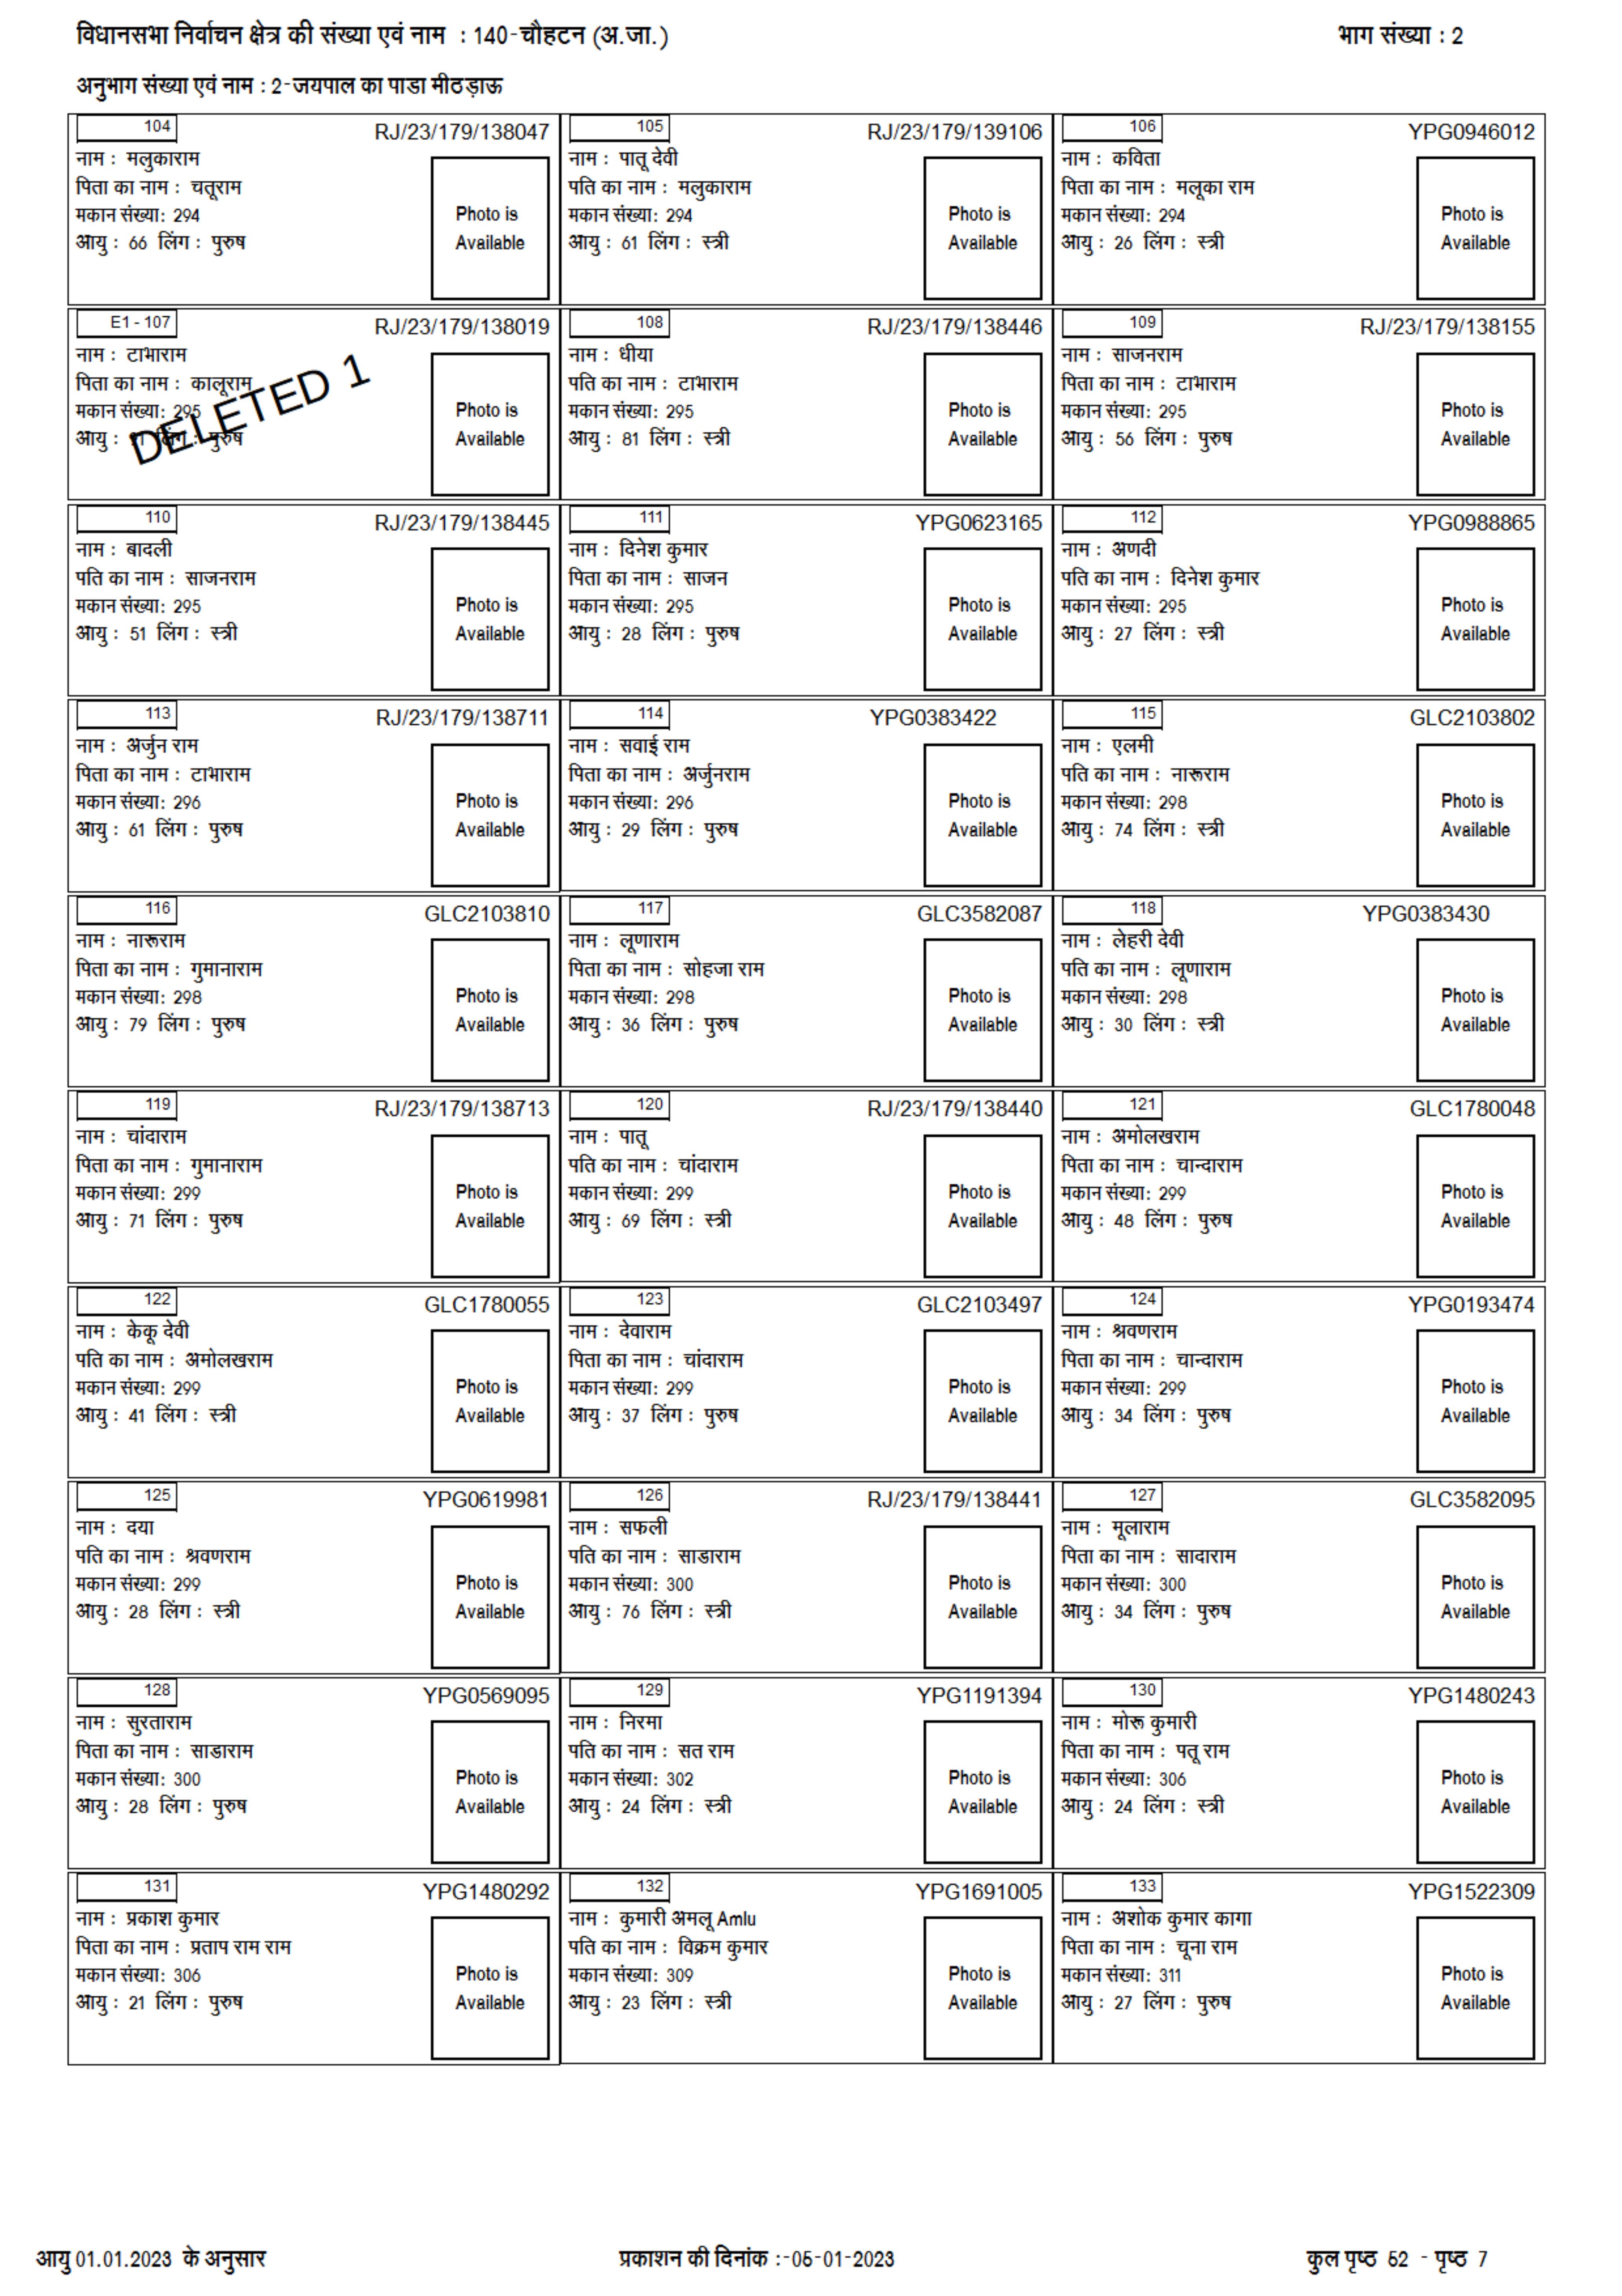 विधानसभा निर्वाचन क्षेत्र की संख्या एवं नाम : 140-चौहटन (अ.जा.)
भाग संख्या : 2
अनुभाग संख्या एवं नाम : 2-जयपाल का पाडा मीठड़ाऊ
104 RJ/23/179/138047
नाम : मलुकाराम
पिता का नाम : चतूराम
मकान संख्या: 294
आयु : 66 लिंग : पुरुष
Photo is
Available
105 RJ/23/179/139106
नाम : पातू देवी
पति का नाम : मलुकाराम
मकान संख्या: 294
आयु : 61 लिंग : स्त्री
Photo is
Available
106 YPG0946012
नाम : कविता
पिता का नाम : मलूका राम
मकान संख्या: 294
आयु : 26 लिंग : स्त्री
Photo is
Available
E1 - 107 RJ/23/179/138019
नाम : टाभाराम
पिता का नाम : कालूराम
मकान संख्या: 295
आयु : लिंग : पुरुष
DELETED 1
Photo is
Available
108 RJ/23/179/138446
नाम : धीया
पति का नाम : टाभाराम
मकान संख्या: 295
आयु : 81 लिंग : स्त्री
Photo is
Available
109 RJ/23/179/138155
नाम : साजनराम
पिता का नाम : टाभाराम
मकान संख्या: 295
आयु : 56 लिंग : पुरुष
Photo is
Available
110 RJ/23/179/138445
नाम : बादली
पति का नाम : साजनराम
मकान संख्या: 295
आयु : 51 लिंग : स्त्री
Photo is
Available
111 YPG0623165
नाम : दिनेश कुमार
पिता का नाम : साजन
मकान संख्या: 295
आयु : 28 लिंग : पुरुष
Photo is
Available
112 YPG0988865
नाम : अणदी
पति का नाम : दिनेश कुमार
मकान संख्या: 295
आयु : 27 लिंग : स्त्री
Photo is
Available
113 RJ/23/179/138711
नाम : अर्जुन राम
पिता का नाम : टाभाराम
मकान संख्या: 296
आयु : 61 लिंग : पुरुष
Photo is
Available
114 YPG0383422
नाम : सवाई राम
पिता का नाम : अर्जुनराम
मकान संख्या: 296
आयु : 29 लिंग : पुरुष
Photo is
Available
115 GLC2103802
नाम : एलमी
पति का नाम : नारूराम
मकान संख्या: 298
आयु : 74 लिंग : स्त्री
Photo is
Available
116 GLC2103810
नाम : नारूराम
पिता का नाम : गुमानाराम
मकान संख्या: 298
आयु : 79 लिंग : पुरुष
Photo is
Available
117 GLC3582087
नाम : लूणाराम
पिता का नाम : सोहजा राम
मकान संख्या: 298
आयु : 36 लिंग : पुरुष
Photo is
Available
118 YPG0383430
नाम : लेहरी देवी
पति का नाम : लूणाराम
मकान संख्या: 298
आयु : 30 लिंग : स्त्री
Photo is
Available
119 RJ/23/179/138713
नाम : चांदाराम
पिता का नाम : गुमानाराम
मकान संख्या: 299
आयु : 71 लिंग : पुरुष
Photo is
Available
120 RJ/23/179/138440
नाम : पातू
पति का नाम : चांदाराम
मकान संख्या: 299
आयु : 69 लिंग : स्त्री
Photo is
Available
121 GLC1780048
नाम : अमोलखराम
पिता का नाम : चान्दाराम
मकान संख्या: 299
आयु : 48 लिंग : पुरुष
Photo is
Available
122 GLC1780055
नाम : केकू देवी
पति का नाम : अमोलखराम
मकान संख्या: 299
आयु : 41 लिंग : स्त्री
Photo is
Available
123 GLC2103497
नाम : देवाराम
पिता का नाम : चांदाराम
मकान संख्या: 299
आयु : 37 लिंग : पुरुष
Photo is
Available
124 YPG0193474
नाम : श्रवणराम
पिता का नाम : चान्दाराम
मकान संख्या: 299
आयु : 34 लिंग : पुरुष
Photo is
Available
125 YPG0619981
नाम : दया
पति का नाम : श्रवणराम
मकान संख्या: 299
आयु : 28 लिंग : स्त्री
Photo is
Available
126 RJ/23/179/138441
नाम : सफली
पति का नाम : साडाराम
मकान संख्या: 300
आयु : 76 लिंग : स्त्री
Photo is
Available
127 GLC3582095
नाम : मूलाराम
पिता का नाम : सादाराम
मकान संख्या: 300
आयु : 34 लिंग : पुरुष
Photo is
Available
128 YPG0569095
नाम : सुरताराम
पिता का नाम : साडाराम
मकान संख्या: 300
आयु : 28 लिंग : पुरुष
Photo is
Available
129 YPG1191394
नाम : निरमा
पति का नाम : सत राम
मकान संख्या: 302
आयु : 24 लिंग : स्त्री
Photo is
Available
130 YPG1480243
नाम : मोरू कुमारी
पिता का नाम : पतू राम
मकान संख्या: 306
आयु : 24 लिंग : स्त्री
Photo is
Available
131 YPG1480292
नाम : प्रकाश कुमार
पिता का नाम : प्रताप राम राम
मकान संख्या: 306
आयु : 21 लिंग : पुरुष
Photo is
Available
132 YPG1691005
नाम : कुमारी अमलू Amlu
पति का नाम : विक्रम कुमार
मकान संख्या: 309
आयु : 23 लिंग : स्त्री
Photo is
Available
133 YPG1522309
नाम : अशोक कुमार कागा
पिता का नाम : चूना राम
मकान संख्या: 311
आयु : 27 लिंग : पुरुष
Photo is
Available
आयु 01.01.2023 के अनुसार
प्रकाशन की दिनांक :-05-01-2023
कुल पृष्ठ 52 - पृष्ठ 7